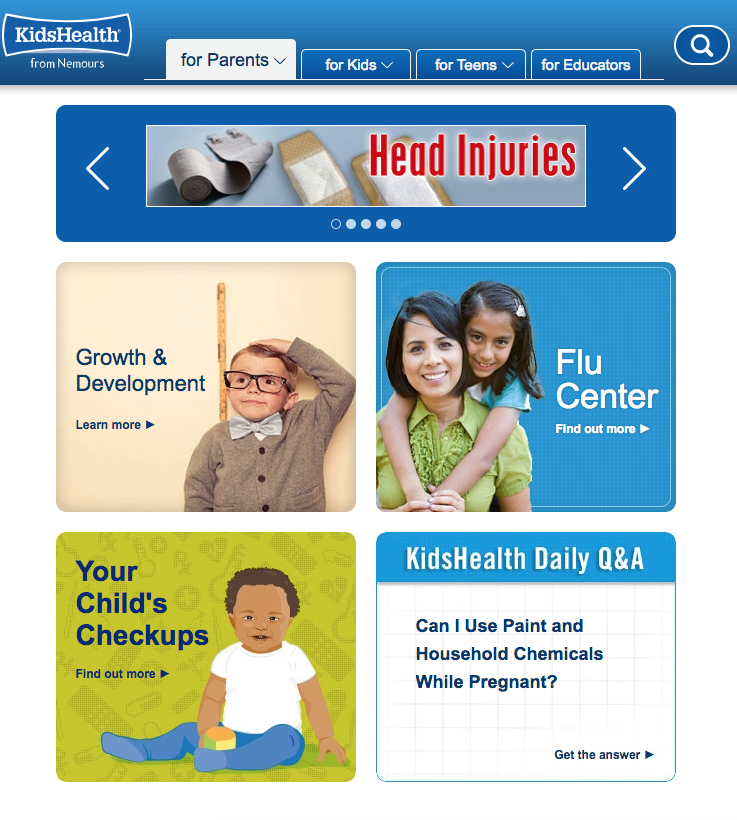 KidsHealth®
from Nemours
for Parents
for Kids
for Teens
for Educators
Head Injuries
Growth &
Development
Learn more ►
Flu
Center
Find out more ►
Your
Child's
Checkups
Find out more ►
KidsHealth Daily Q&A
Can I Use Paint and
Household Chemicals
While Pregnant?
Get the answer ►